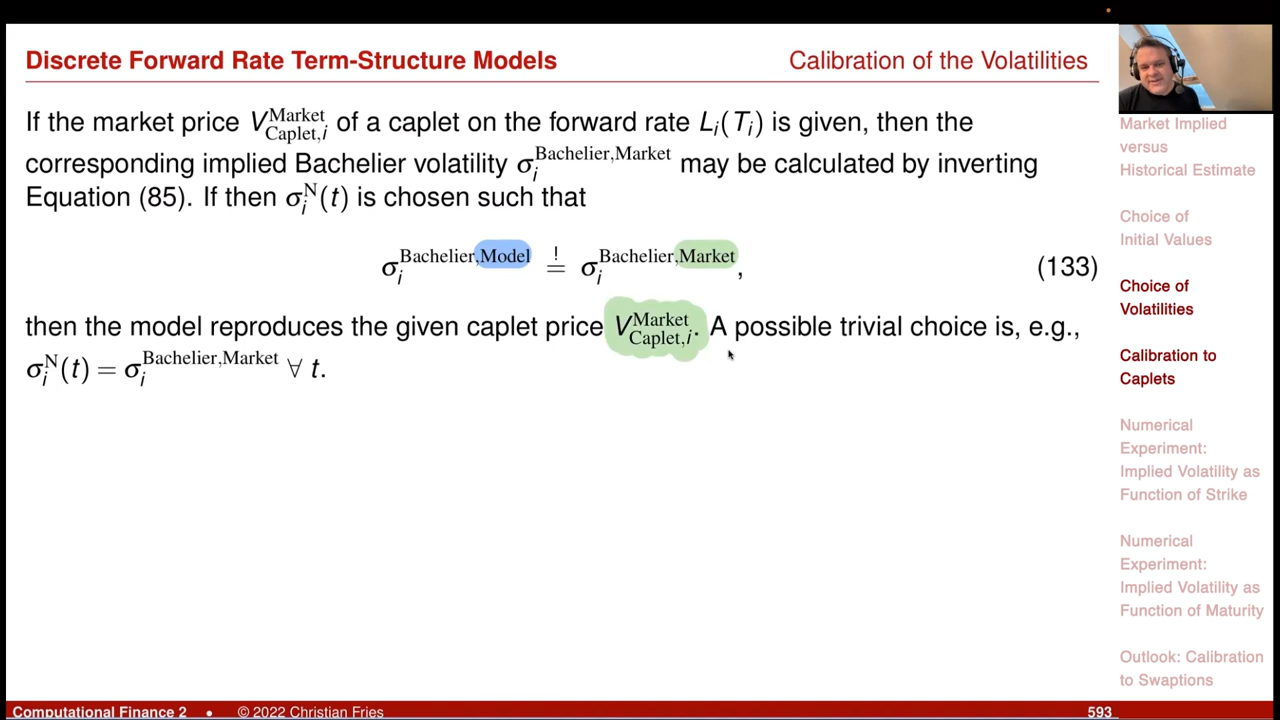 Discrete Forward Rate Term-Structure Models
Calibration of the Volatilities
If the market price V^Market_Caplet,i of a caplet on the forward rate L_i(T_i) is given, then the
corresponding implied Bachelier volatility σ_i^Bachelier,Market may be calculated by inverting
Equation (85). If then σ_i^N(t) is chosen such that
σ_i^Bachelier,Model != σ_i^Bachelier,Market, (133)
then the model reproduces the given caplet price V^Market_Caplet,i. A possible trivial choice is, e.g.,
σ_i^N(t) = σ_i^Bachelier,Market ∀ t.
Market Implied
versus
Historical Estimate
Choice of
Initial Values
Choice of
Volatilities
Calibration to
Caplets
Numerical
Experiment:
Implied Volatility as
Function of Strike
Numerical
Experiment:
Implied Volatility as
Function of Maturity
Outlook: Calibration
to Swaptions
Computational Finance 2 • © 2022 Christian Fries
593